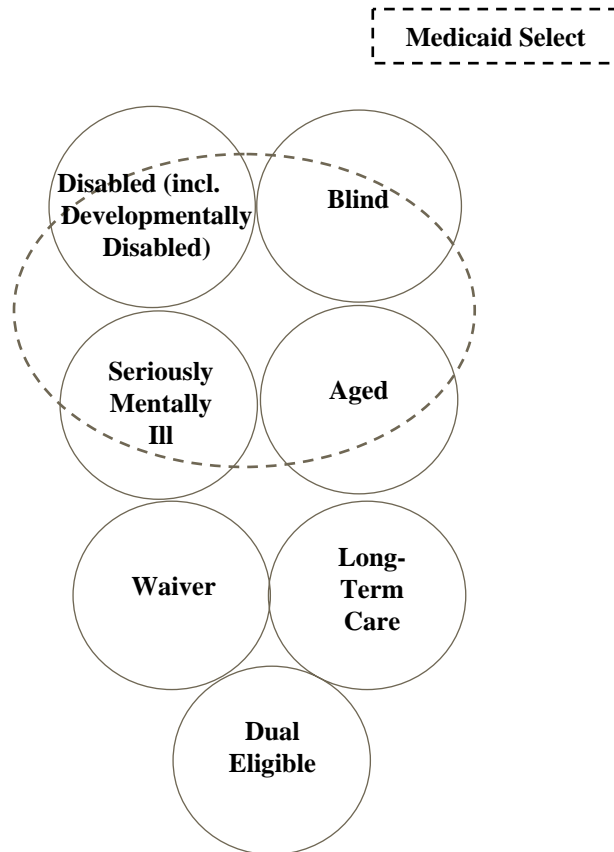 Medicaid Select
Disabled (incl.
Developmentally
Disabled)
Blind
Seriously
Mentally
Ill
Aged
Waiver
Long-
Term
Care
Dual
Eligible